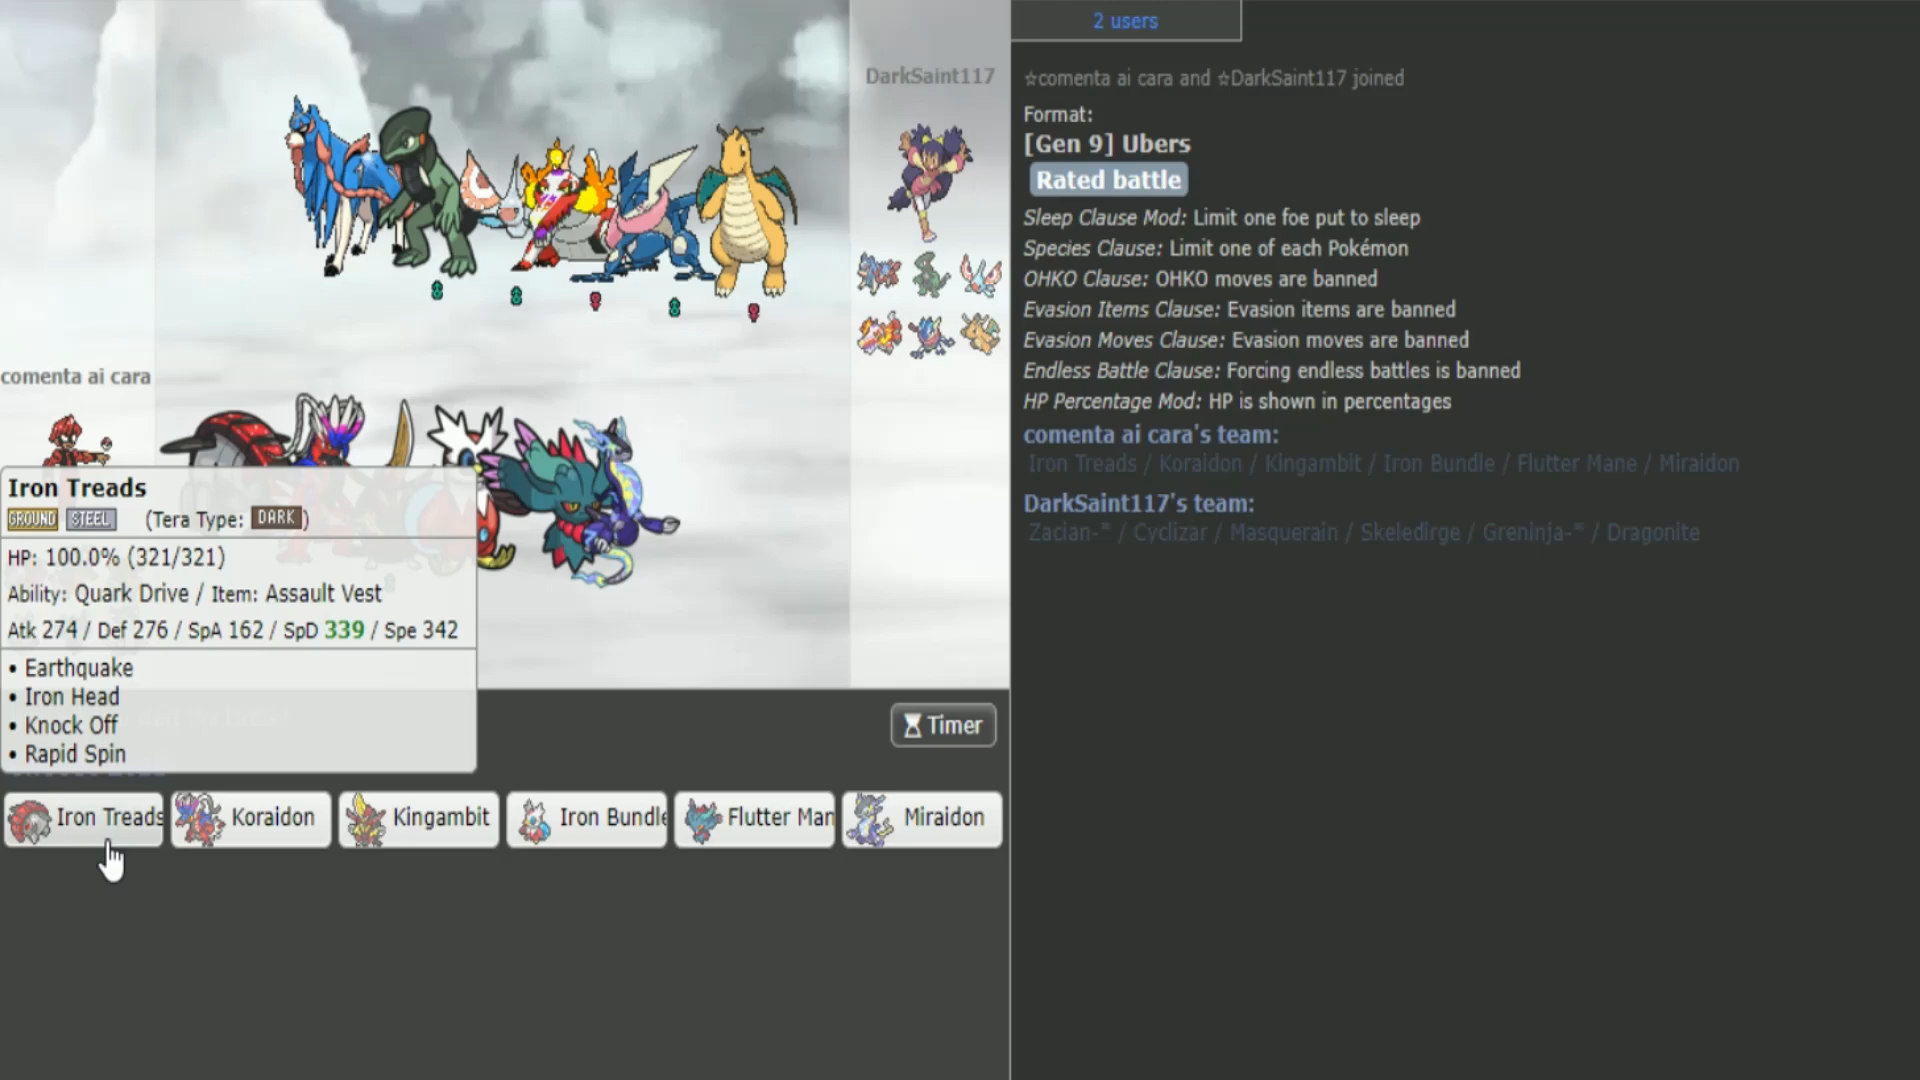 2 users
DarkSaint117
☆comenta ai cara and ☆DarkSaint117 joined
Format:
[Gen 9] Ubers
Rated battle
Sleep Clause Mod: Limit one foe put to sleep
Species Clause: Limit one of each Pokémon
OHKO Clause: OHKO moves are banned
Evasion Items Clause: Evasion items are banned
Evasion Moves Clause: Evasion moves are banned
Endless Battle Clause: Forcing endless battles is banned
HP Percentage Mod: HP is shown in percentages
comenta ai cara's team:
Iron Treads / Koraidon / Kingambit / Iron Bundle / Flutter Mane / Miraidon
DarkSaint117's team:
Zacian-* / Cyclizar / Masquerain / Skeledirge / Greninja-* / Dragonite
comenta ai cara
Iron Treads
GROUND STEEL (Tera Type: DARK)
HP: 100.0% (321/321)
Ability: Quark Drive / Item: Assault Vest
Atk 274 / Def 276 / SpA 162 / SpD 339 / Spe 342
• Earthquake
• Iron Head
• Knock Off
• Rapid Spin
Timer
Iron Treads
Koraidon
Kingambit
Iron Bundle
Flutter Man
Miraidon